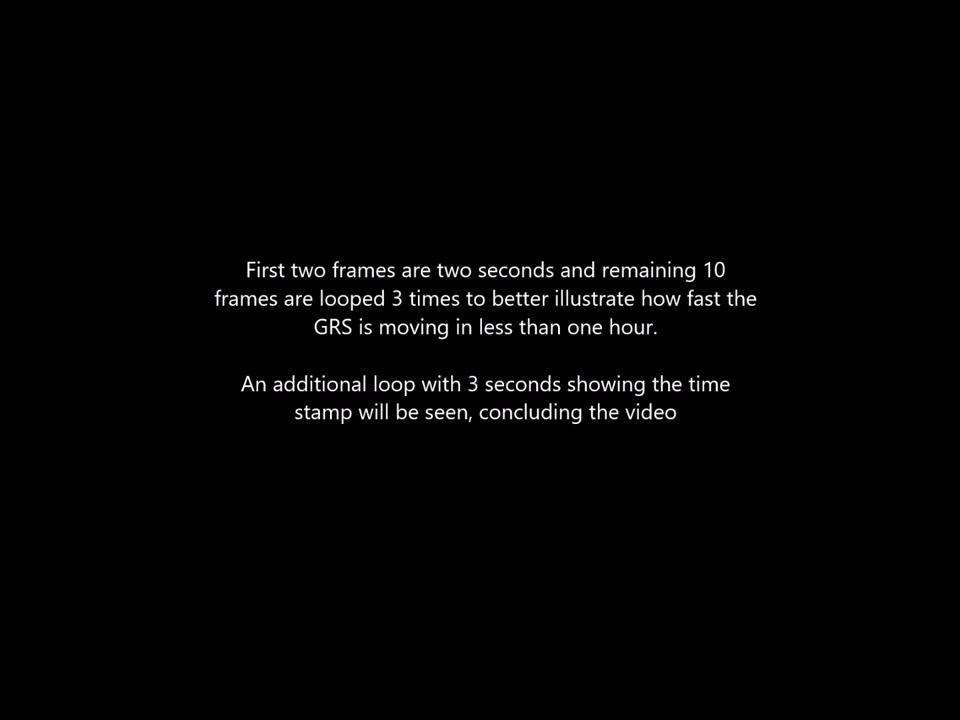 First two frames are two seconds and remaining 10
frames are looped 3 times to better illustrate how fast the
GRS is moving in less than one hour.
An additional loop with 3 seconds showing the time
stamp will be seen, concluding the video